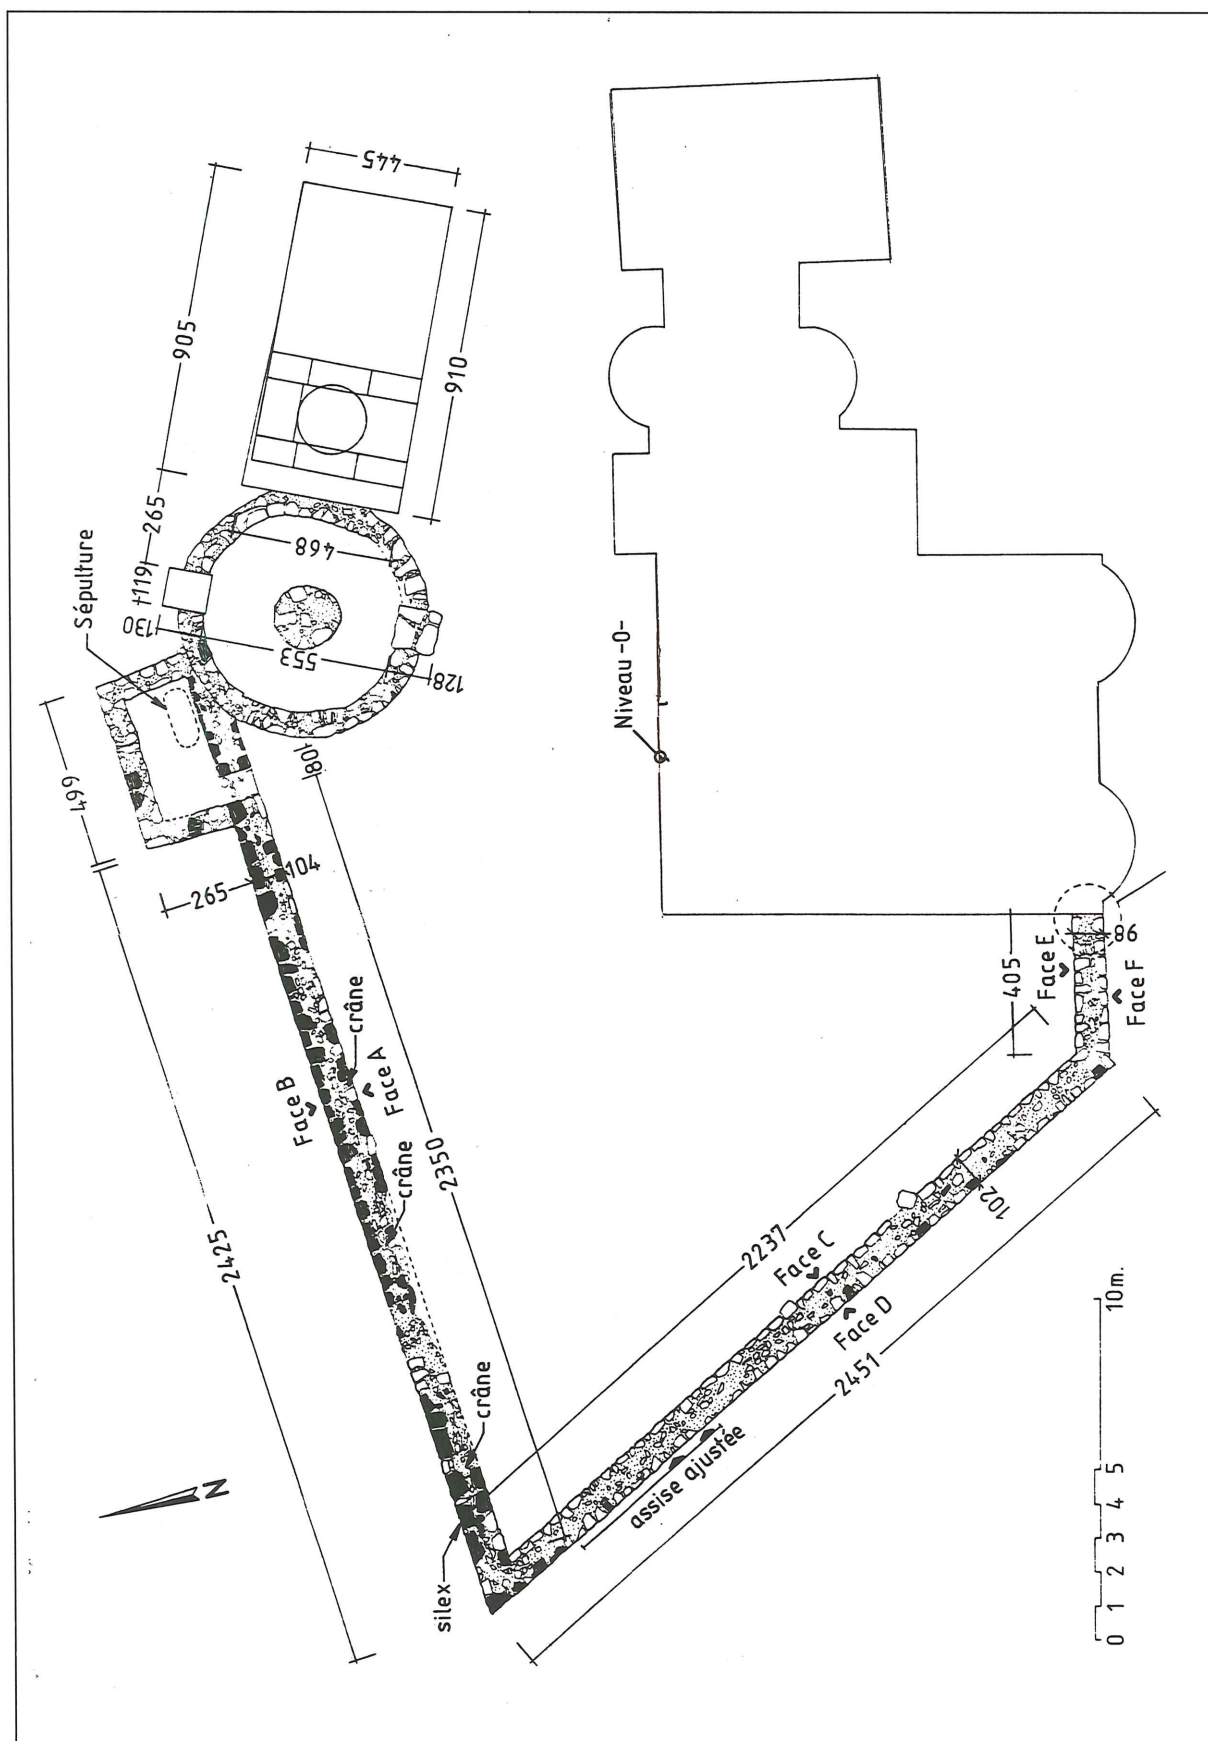 445
905
910
265
119
130
468
553
128
Sépulture
499
80
265
104
Niveau -0-
86
Face E
Face F
405
crâne
Face A
Face B
crâne
2350
2425
2237
102
Face C
Face D
2451
crâne
assise ajustée
silex
N
0 1 2 3 4 5 10m.